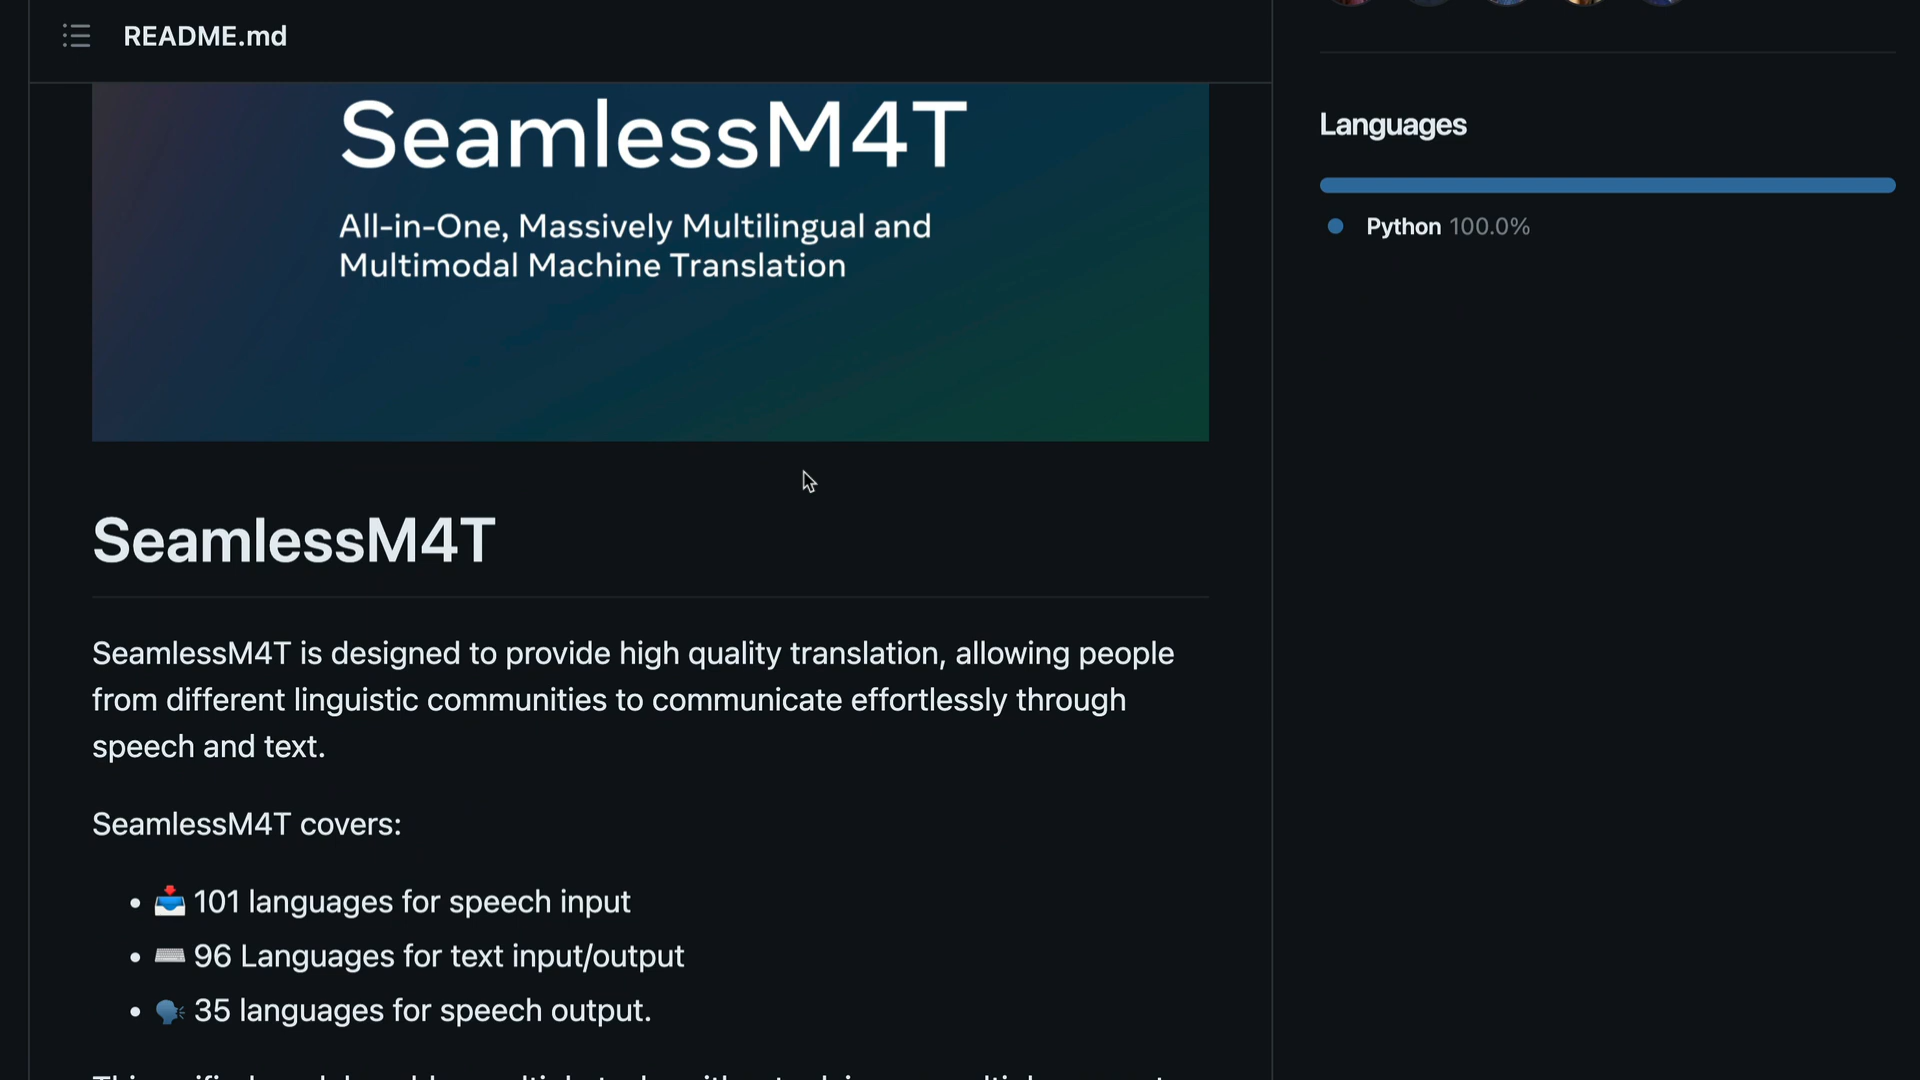 README.md
SeamlessM4T
All-in-One, Massively Multilingual and
Multimodal Machine Translation
SeamlessM4T
SeamlessM4T is designed to provide high quality translation, allowing people
from different linguistic communities to communicate effortlessly through
speech and text.
SeamlessM4T covers:
101 languages for speech input
96 Languages for text input/output
35 languages for speech output.
Languages
Python 100.0%